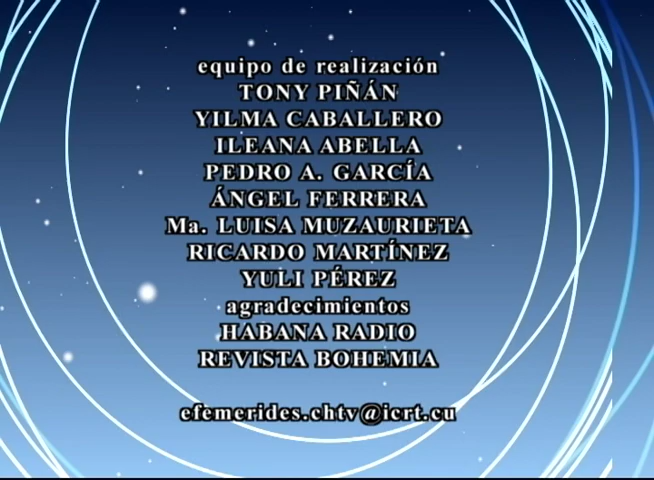 equipo de realización
TONY PIÑÁN
YILMA CABALLERO
ILEANA ABELLA
PEDRO A. GARCÍA
ÁNGEL FERRERA
Ma. LUISA MUZAURIETA
RICARDO MARTÍNEZ
YULI PÉREZ
agradecimientos
HABANA RADIO
REVISTA BOHEMIA
efemerides.chtv@icrt.cu